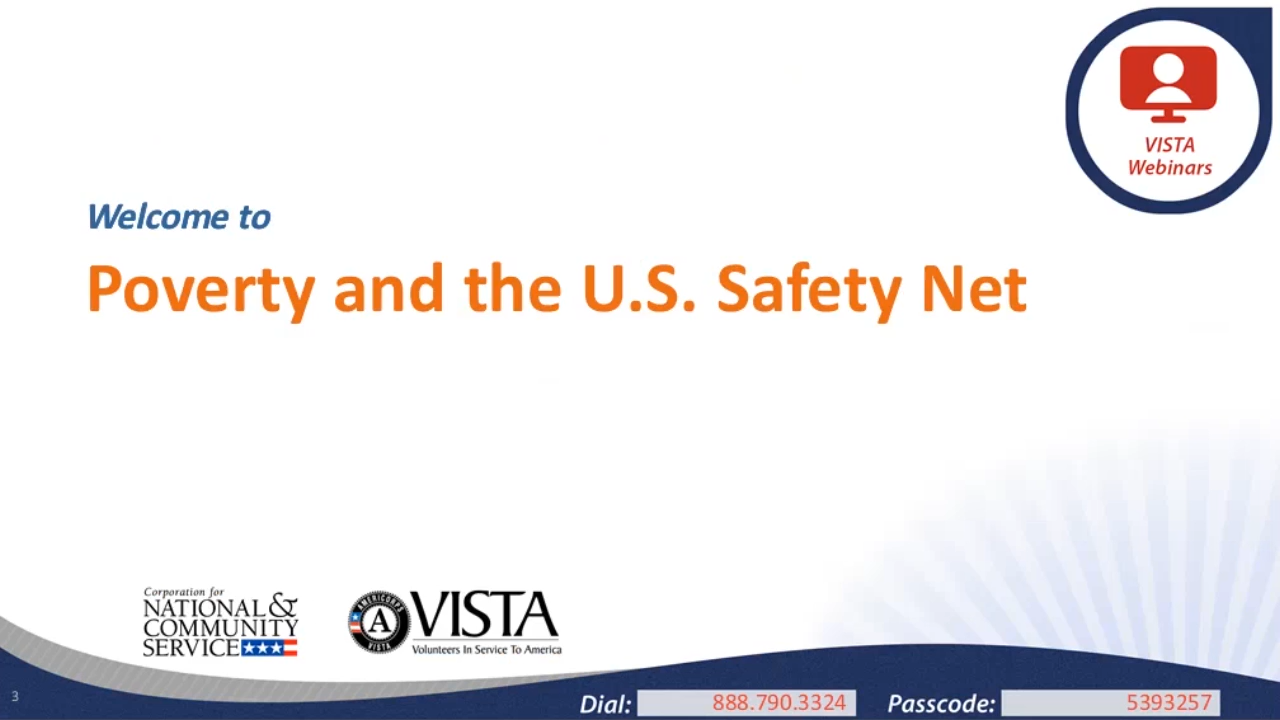 VISTA
Webinars
Welcome to
Poverty and the U.S. Safety Net
Corporation for
NATIONAL &
COMMUNITY
SERVICE
AMERICORPS
A
VISTA
VISTA
Volunteers In Service To America
3
Dial: 888.790.3324 Passcode: 5393257